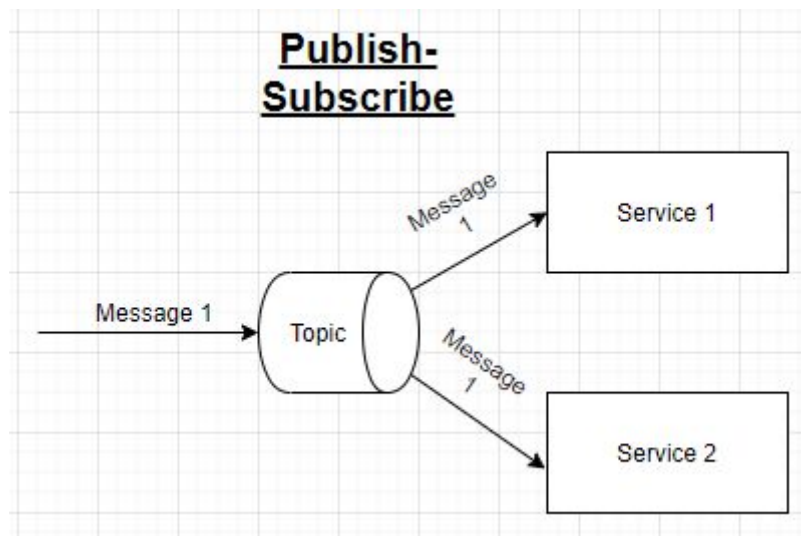 Publish-
Subscribe
Message
1
Service 1
Message 1
Topic
Message
1
Service 2